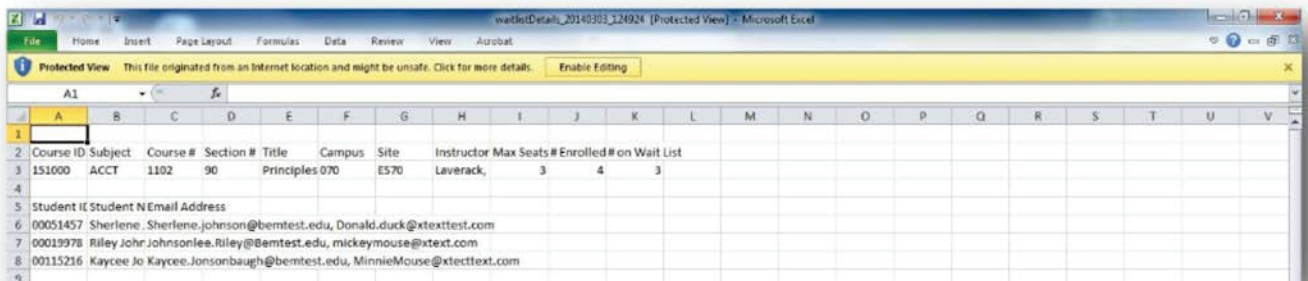 waitlistDetails_20140303_124924 [Protected View] - Microsoft Excel
File Home Insert Page Layout Formulas Data Review View Acrobat
Protected View This file originated from an Internet location and might be unsafe. Click for more details. Enable Editing
A1 fx
A B C D E F G H I J K L M N O P Q R S T U V
1
2 Course ID Subject Course # Section # Title Campus Site Instructor Max Seats # Enrolled # on Wait List
3 151000 ACCT 1102 90 Principles 070 E570 Laverack, 3 4 3
4
5 Student ID Student N Email Address
6 00051457 Sherlene Sherlene.johnson@bemtest.edu, Donald.duck@xtexttest.com
7 00019978 Riley John Johnsonlee.Riley@Bemtest.edu, mickeymouse@xtext.com
8 00115216 Kaycee Jo Kaycee.Jonsonbaugh@bemtest.edu, MinnieMouse@xtecttext.com
9